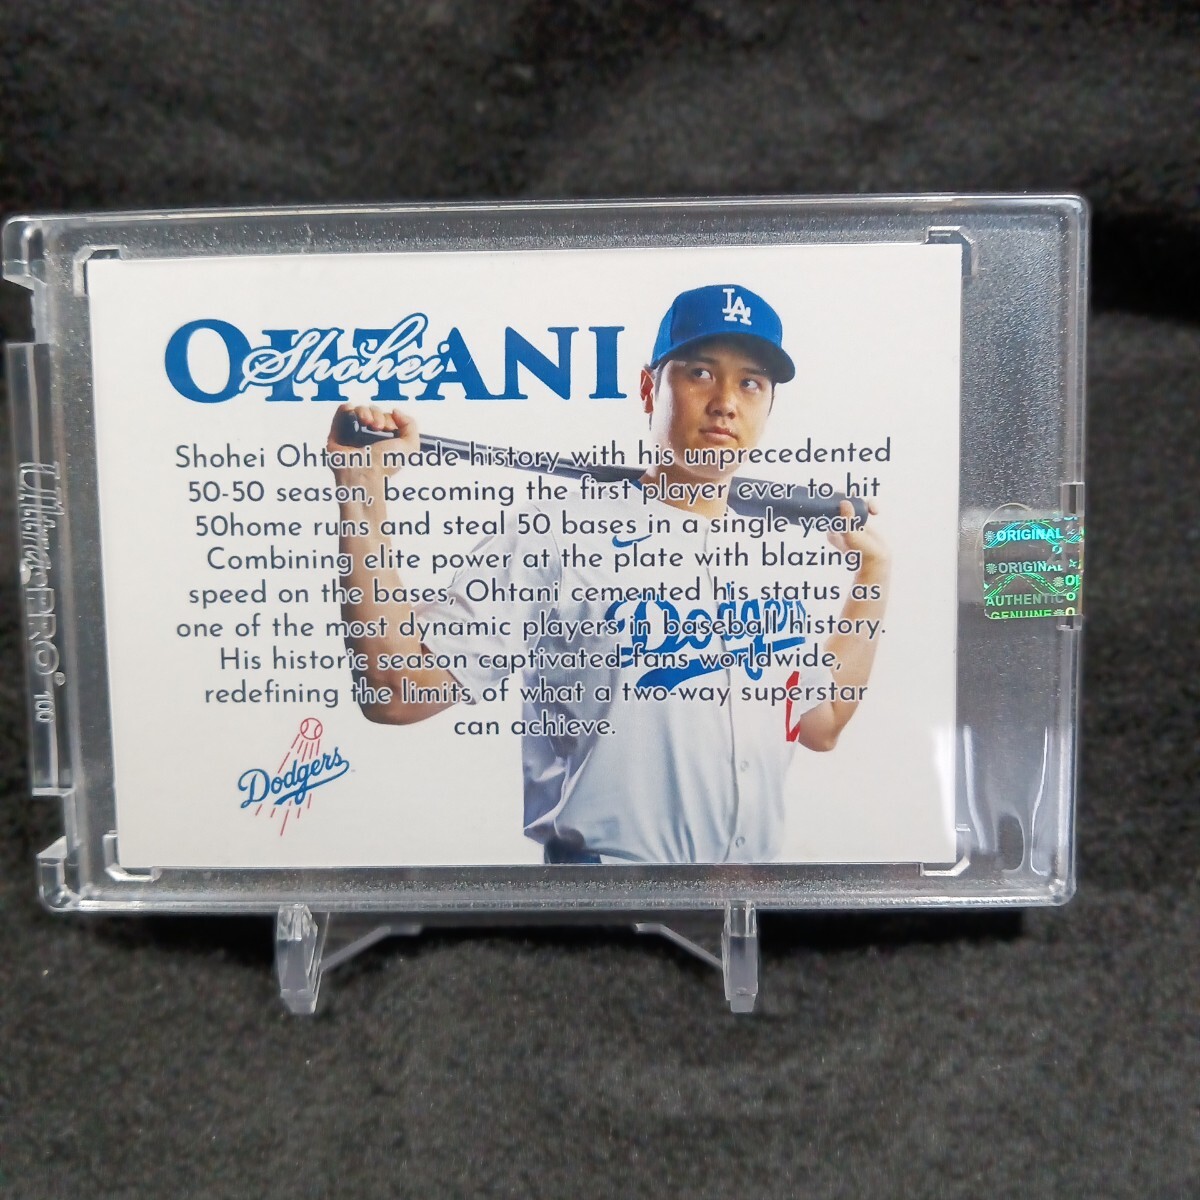 OHTANI
Shohei
LA
Shohei Ohtani made history with his unprecedented
50-50 season, becoming the first player ever to hit
50home runs and steal 50 bases in a single year.
Combining elite power at the plate with blazing
speed on the bases, Ohtani cemented his status as
one of the most dynamic players in baseball history.
His historic season captivated fans worldwide,
redefining the limits of what a two-way superstar
can achieve.
Dodgers
Dodgers
Ultra PRO 100
ORIGINAL
ORIGINAL
AUTHENTIC
GENUINE